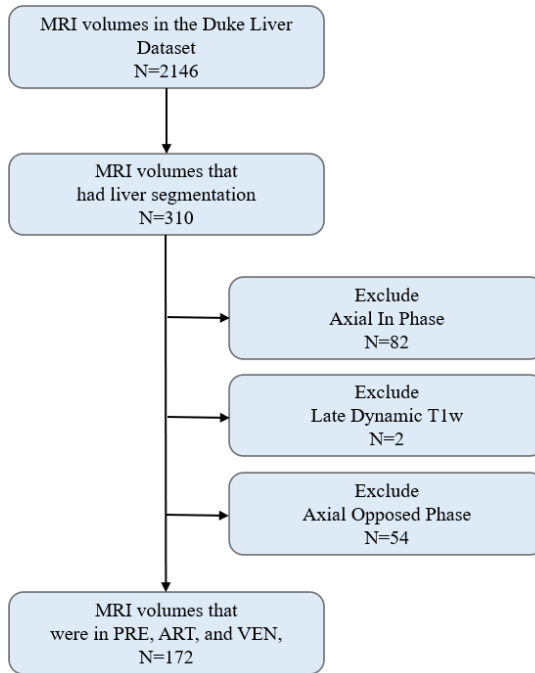 MRI volumes in the Duke Liver
Dataset
N=2146
MRI volumes that
had liver segmentation
N=310
Exclude
Axial In Phase
N=82
Exclude
Late Dynamic T1w
N=2
Exclude
Axial Opposed Phase
N=54
MRI volumes that
were in PRE, ART, and VEN,
N=172